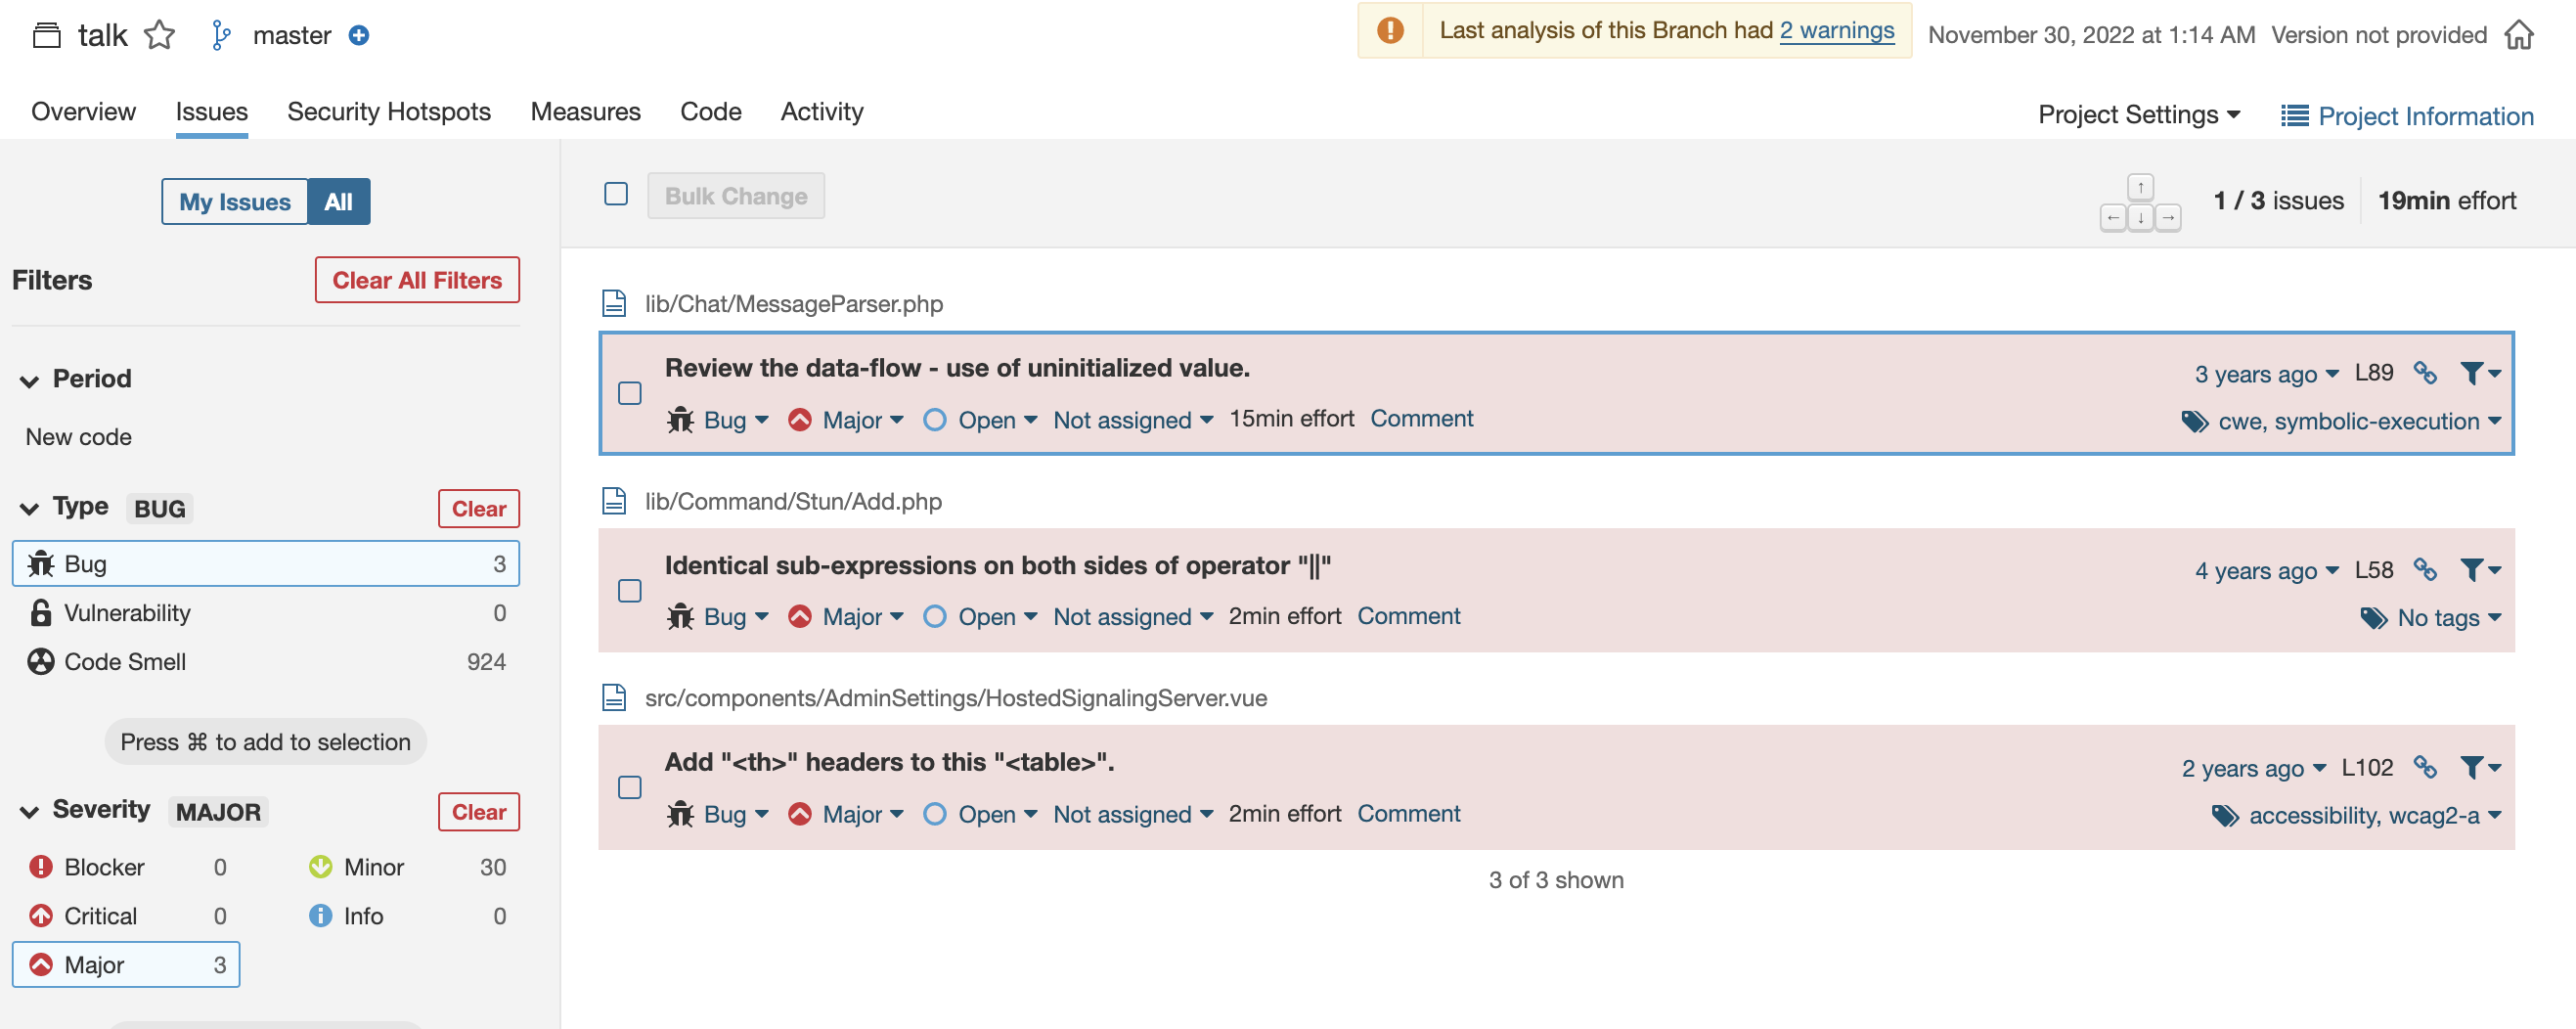 talk master
Last analysis of this Branch had 2 warnings
November 30, 2022 at 1:14 AM Version not provided
Overview Issues Security Hotspots Measures Code Activity
Project Settings Project Information
My Issues All
Bulk Change
1 / 3 issues 19min effort
Filters Clear All Filters
Period
New code
Type BUG Clear
Bug 3
Vulnerability 0
Code Smell 924
Press ⌘ to add to selection
Severity MAJOR Clear
Blocker 0 Minor 30
Critical 0 Info 0
Major 3
lib/Chat/MessageParser.php
Review the data-flow - use of uninitialized value.
3 years ago L89
Bug Major Open Not assigned 15min effort Comment
cwe, symbolic-execution
lib/Command/Stun/Add.php
Identical sub-expressions on both sides of operator "||"
4 years ago L58
Bug Major Open Not assigned 2min effort Comment
No tags
src/components/AdminSettings/HostedSignalingServer.vue
Add "<th>" headers to this "<table>".
2 years ago L102
Bug Major Open Not assigned 2min effort Comment
accessibility, wcag2-a
3 of 3 shown